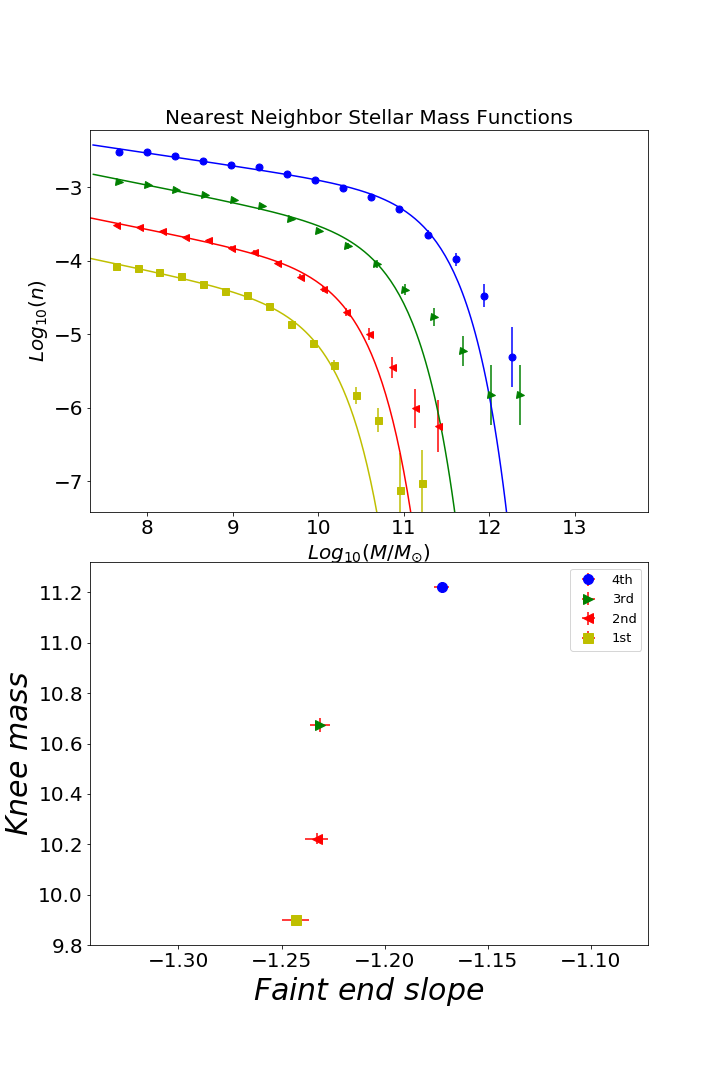 Nearest Neighbor Stellar Mass Functions
Log₁₀(n)
−3
−4
−5
−6
−7
8 9 10 11 12 13
Log₁₀(M/M☉)
Knee mass
11.2
11.0
10.8
10.6
10.4
10.2
10.0
9.8
4th
3rd
2nd
1st
−1.30 −1.25 −1.20 −1.15 −1.10
Faint end slope